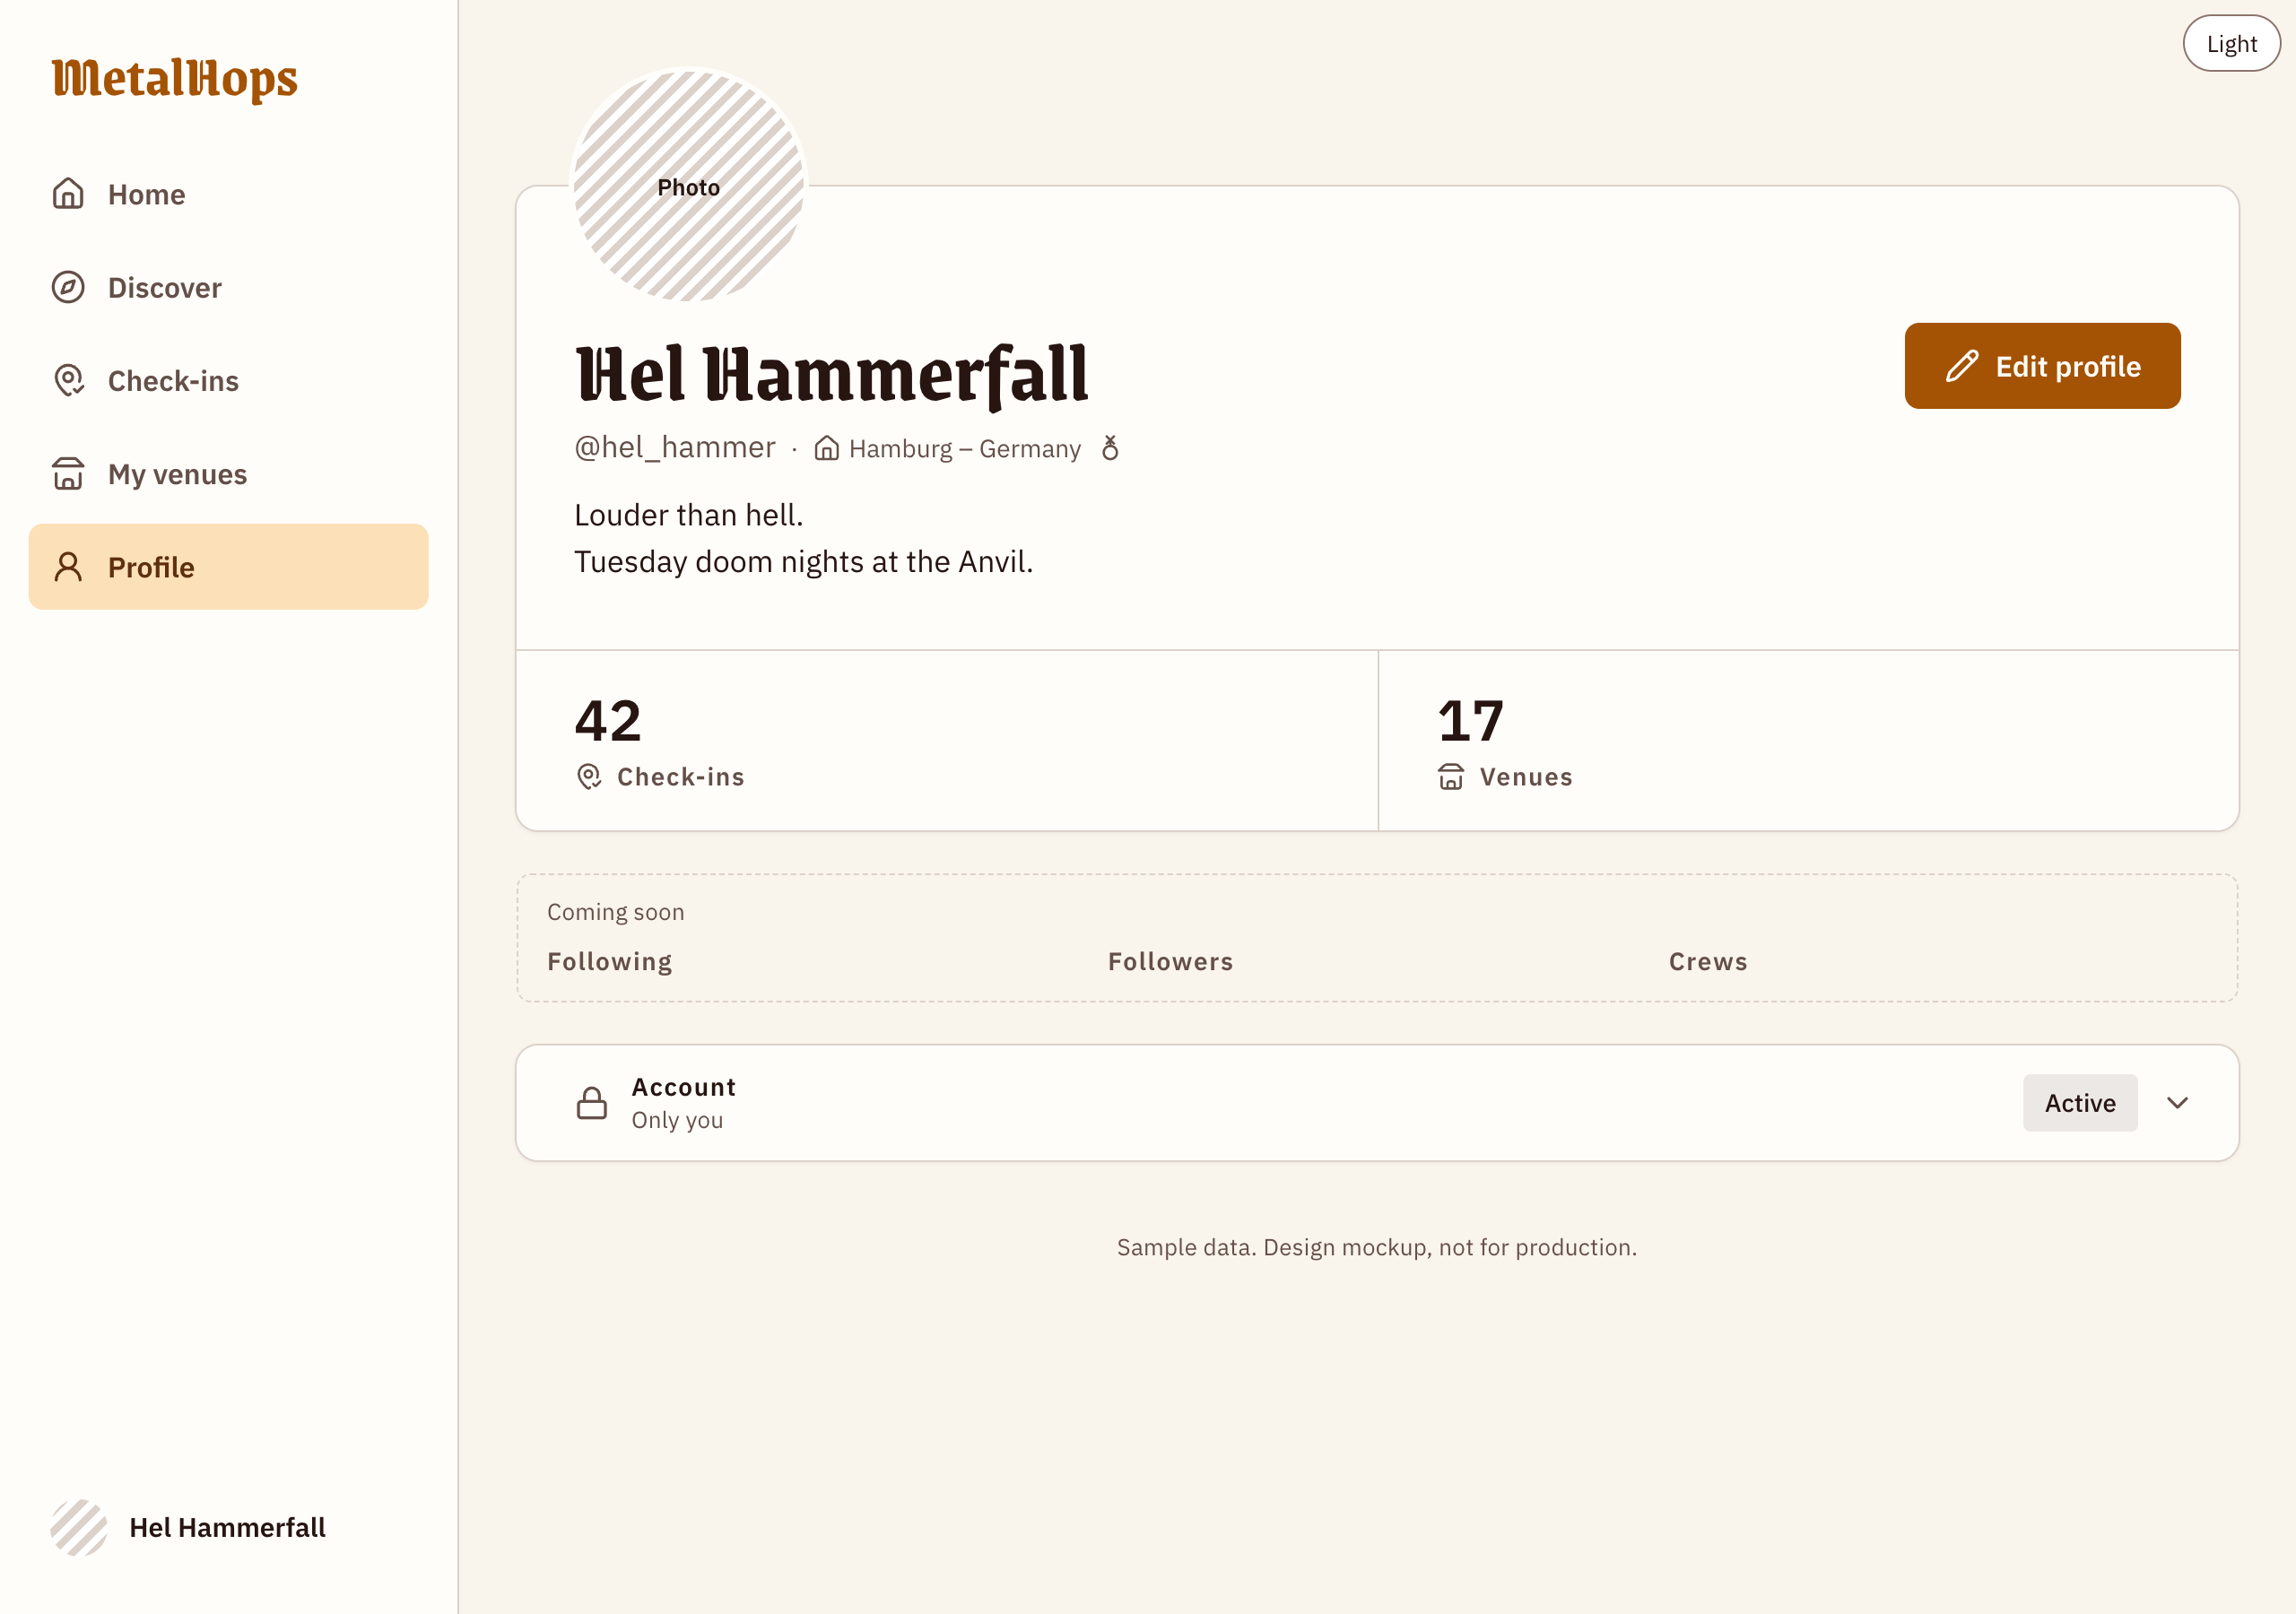 MetalHops
Home
Discover
Check-ins
My venues
Profile
Hel Hammerfall
Light
Photo
Hel Hammerfall
Edit profile
@hel_hammer · Hamburg – Germany
Louder than hell.
Tuesday doom nights at the Anvil.
42
Check-ins
17
Venues
Coming soon
Following
Followers
Crews
Account
Only you
Active
Sample data. Design mockup, not for production.